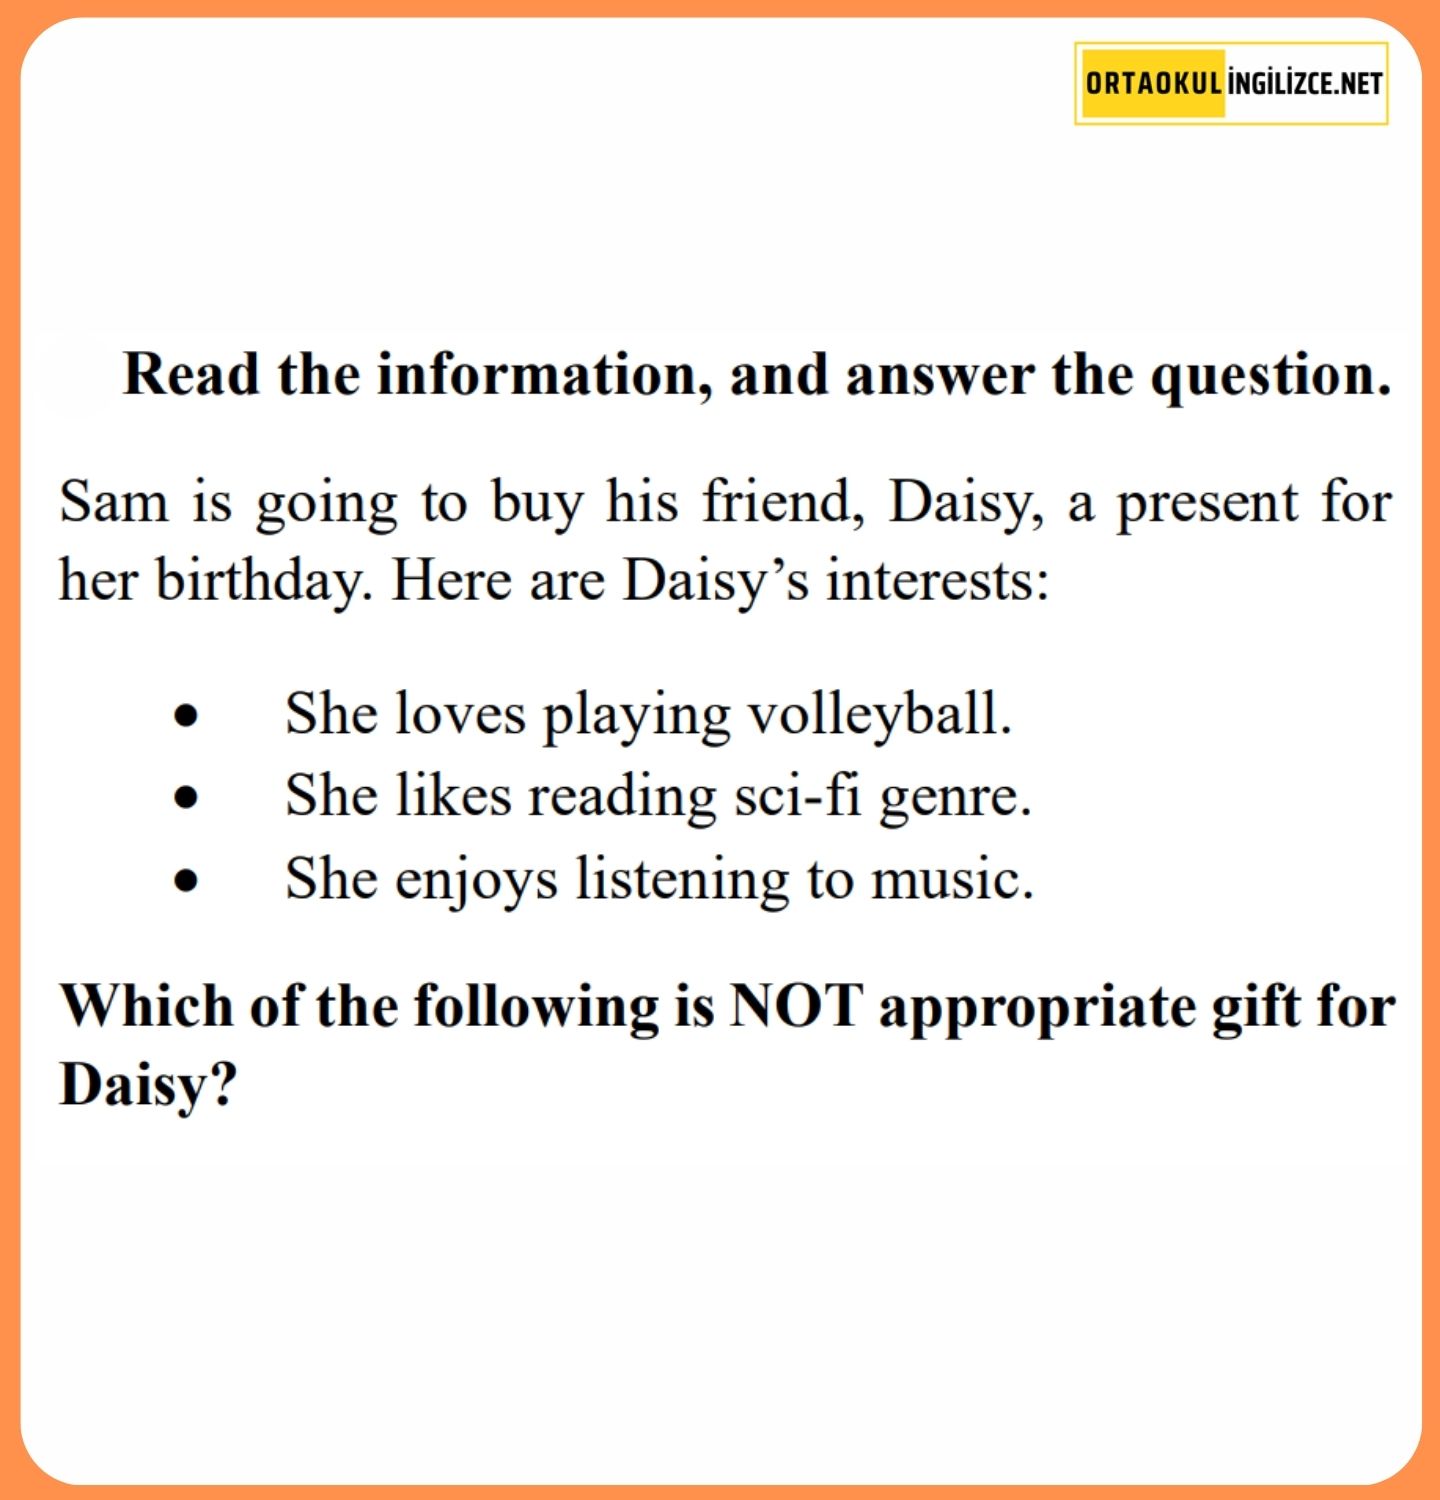 ORTAOKUL İNGİLİZCE.NET
Read the information, and answer the question.
Sam is going to buy his friend, Daisy, a present for
her birthday. Here are Daisy’s interests:
• She loves playing volleyball.
• She likes reading sci-fi genre.
• She enjoys listening to music.
Which of the following is NOT appropriate gift for
Daisy?